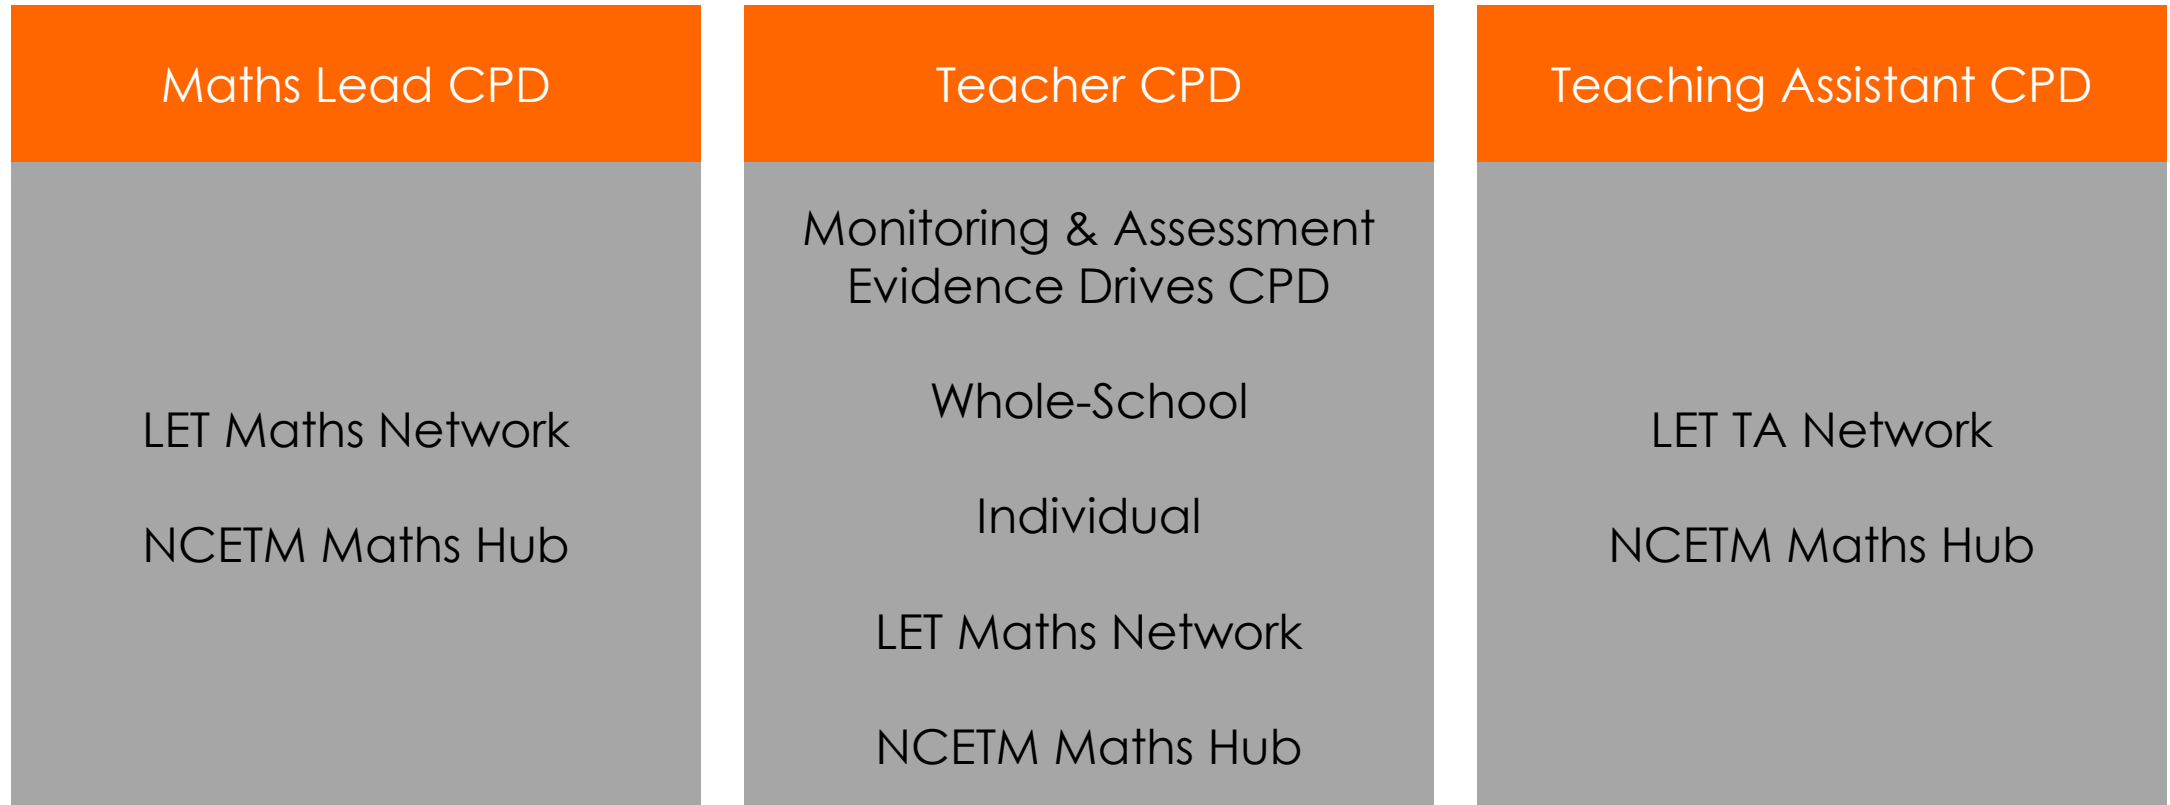 Maths Lead CPD
LET Maths Network
NCETM Maths Hub
Teacher CPD
Monitoring & Assessment
Evidence Drives CPD
Whole-School
Individual
LET Maths Network
NCETM Maths Hub
Teaching Assistant CPD
LET TA Network
NCETM Maths Hub